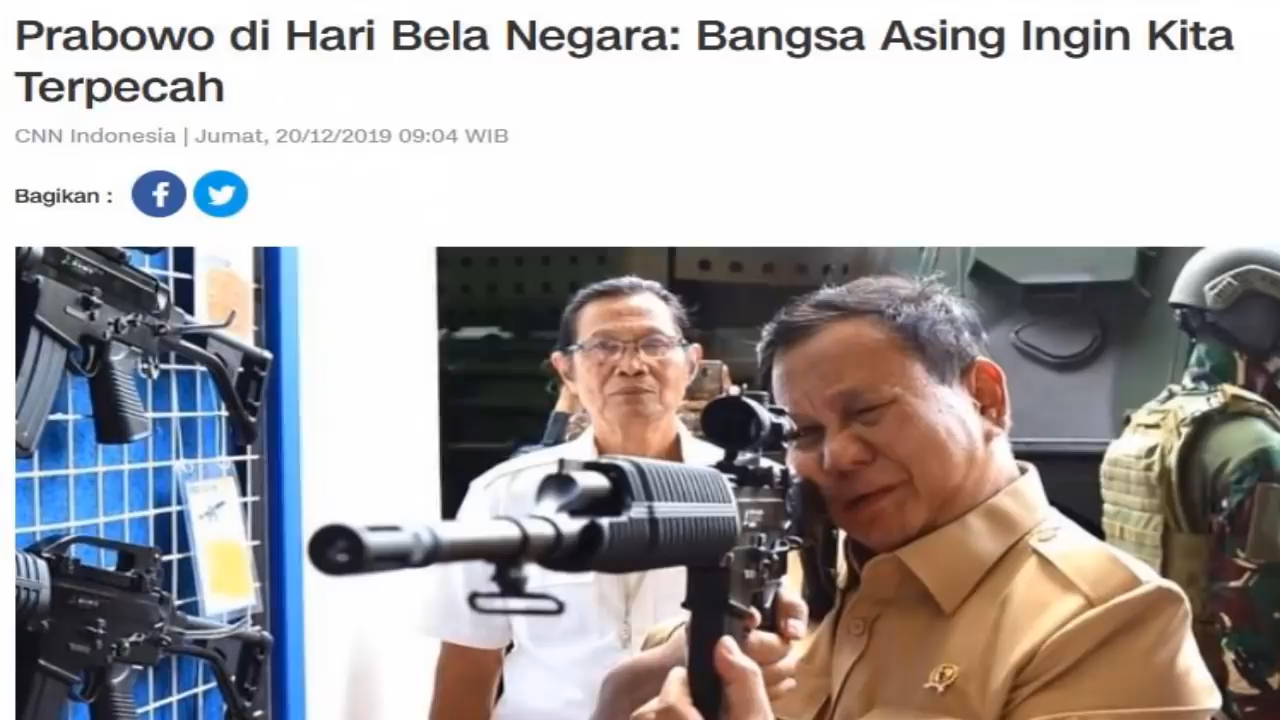 Prabowo di Hari Bela Negara: Bangsa Asing Ingin Kita
Terpecah
CNN Indonesia | Jumat, 20/12/2019 09:04 WIB
Bagikan :